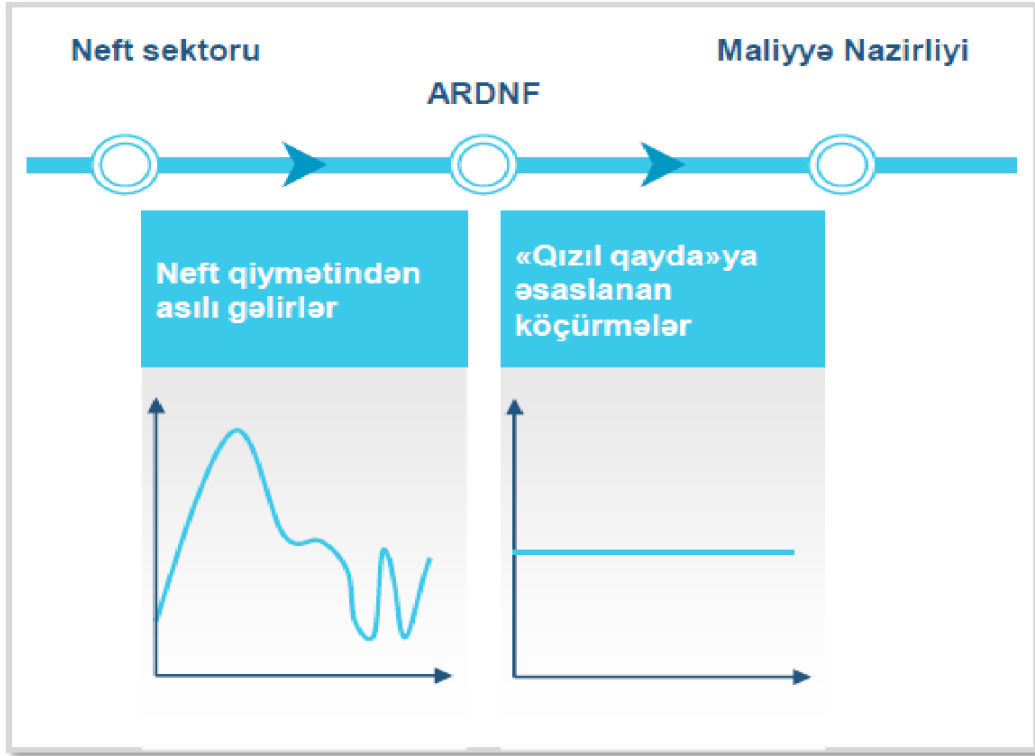 Neft sektoru
ARDNF
Maliyyə Nazirliyi
Neft qiymətindən
asılı gəlirlər
«Qızıl qayda»ya
əsaslanan
köçürmələr